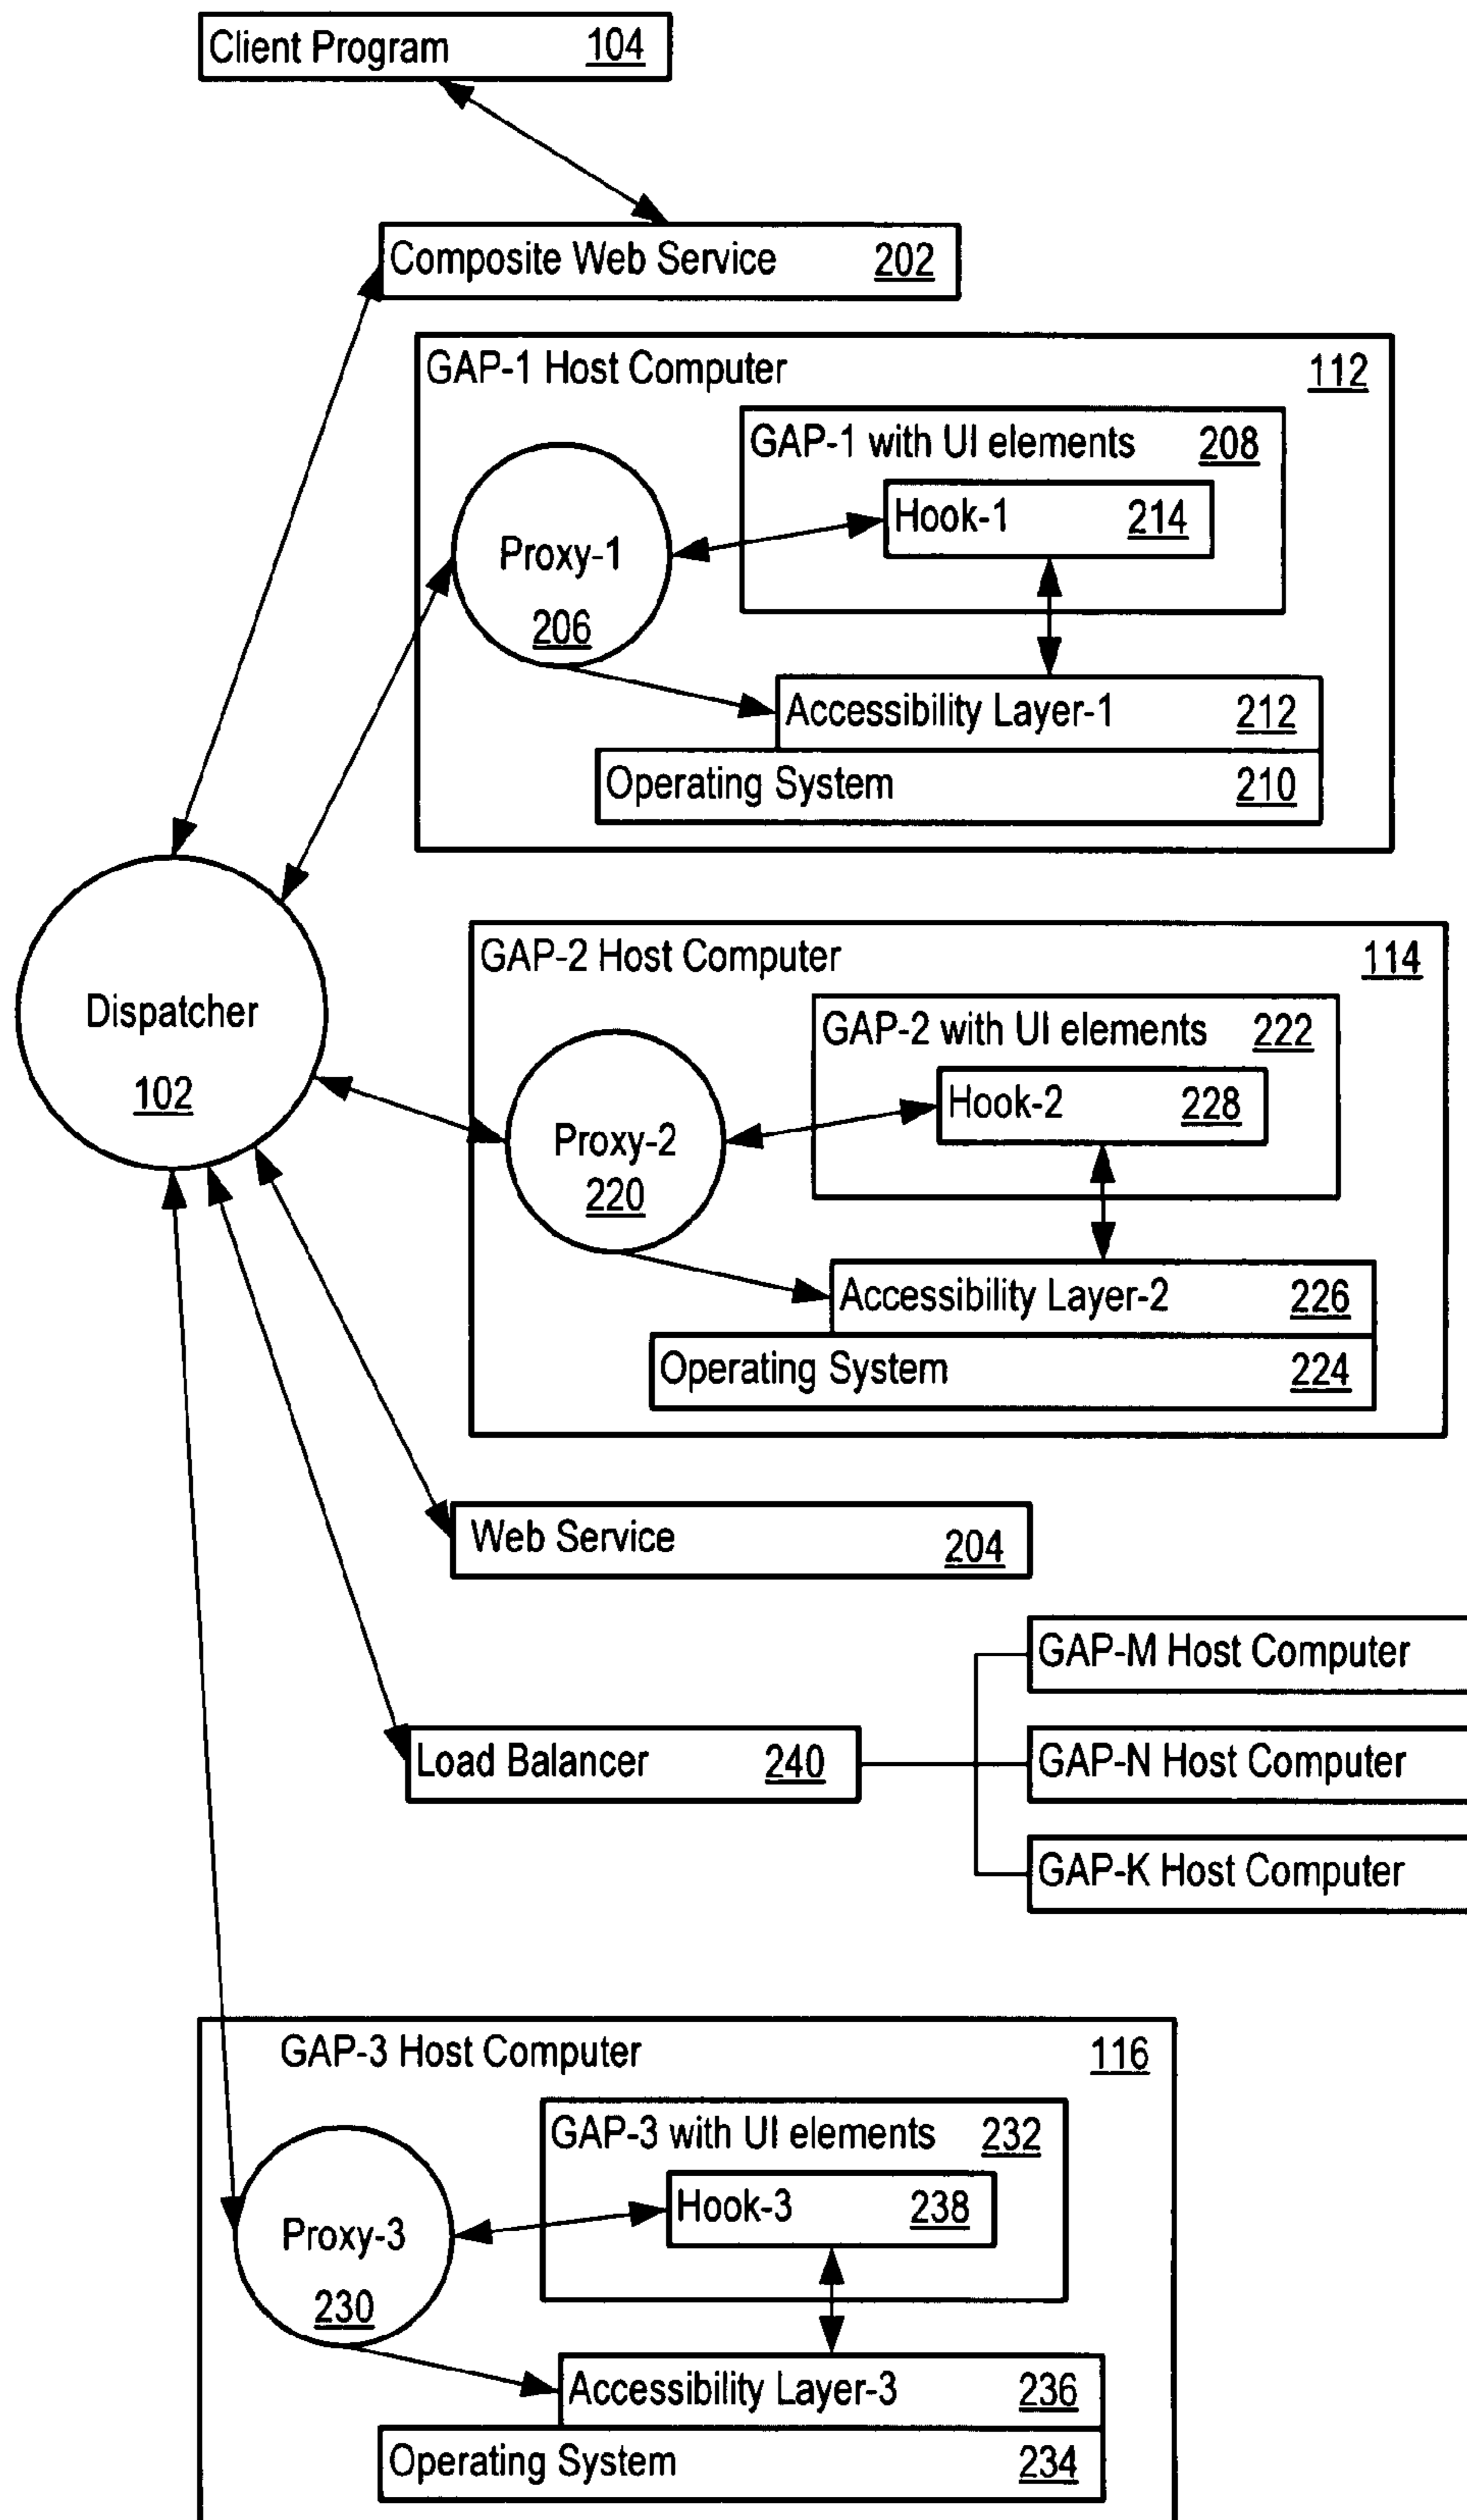 Client Program 104
Composite Web Service 202
GAP-1 Host Computer 112
GAP-1 with UI elements 208
Hook-1 214
Proxy-1
206
Accessibility Layer-1 212
Operating System 210
Dispatcher
102
GAP-2 Host Computer 114
GAP-2 with UI elements 222
Hook-2 228
Proxy-2
220
Accessibility Layer-2 226
Operating System 224
Web Service 204
GAP-M Host Computer
Load Balancer 240
GAP-N Host Computer
GAP-K Host Computer
GAP-3 Host Computer 116
GAP-3 with UI elements 232
Hook-3 238
Proxy-3
230
Accessibility Layer-3 236
Operating System 234